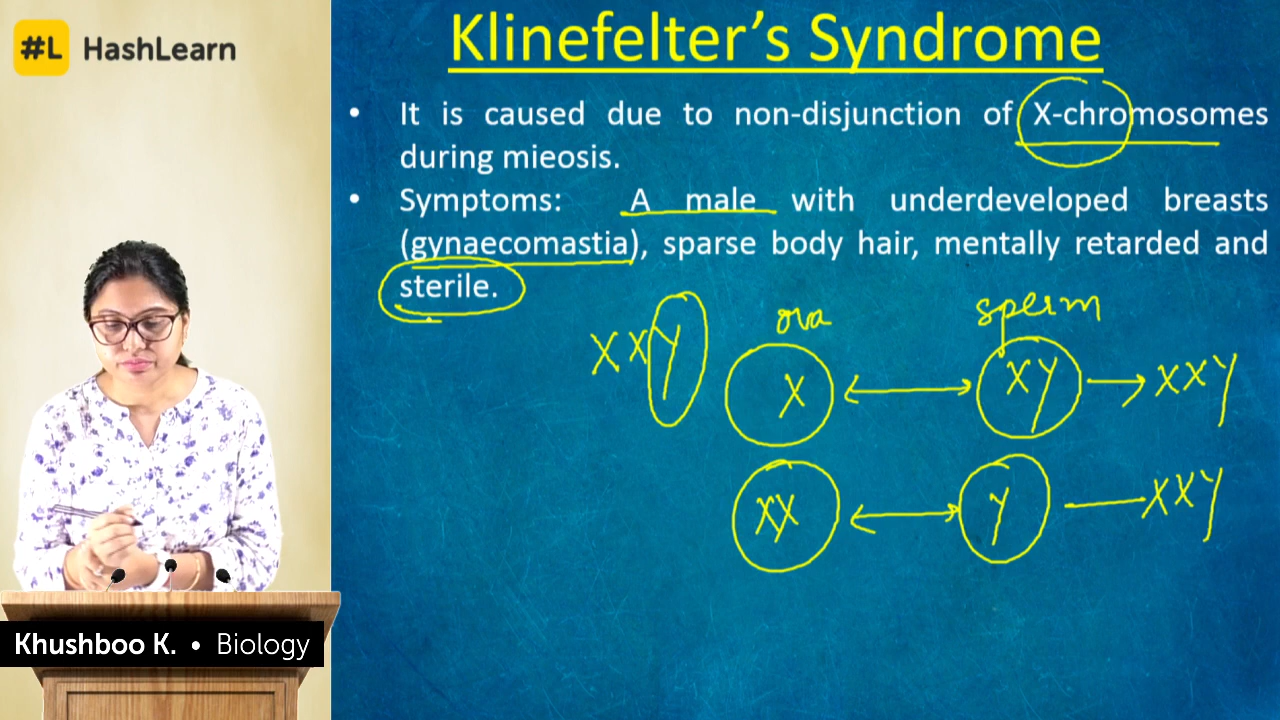 #L HashLearn
Klinefelter's Syndrome
• It is caused due to non-disjunction of X-chromosomes
during mieosis.
• Symptoms: A male with underdeveloped breasts
(gynaecomastia), sparse body hair, mentally retarded and
sterile.
ova sperm
XXY X XY XXY
XX Y XXY
Khushboo K. • Biology